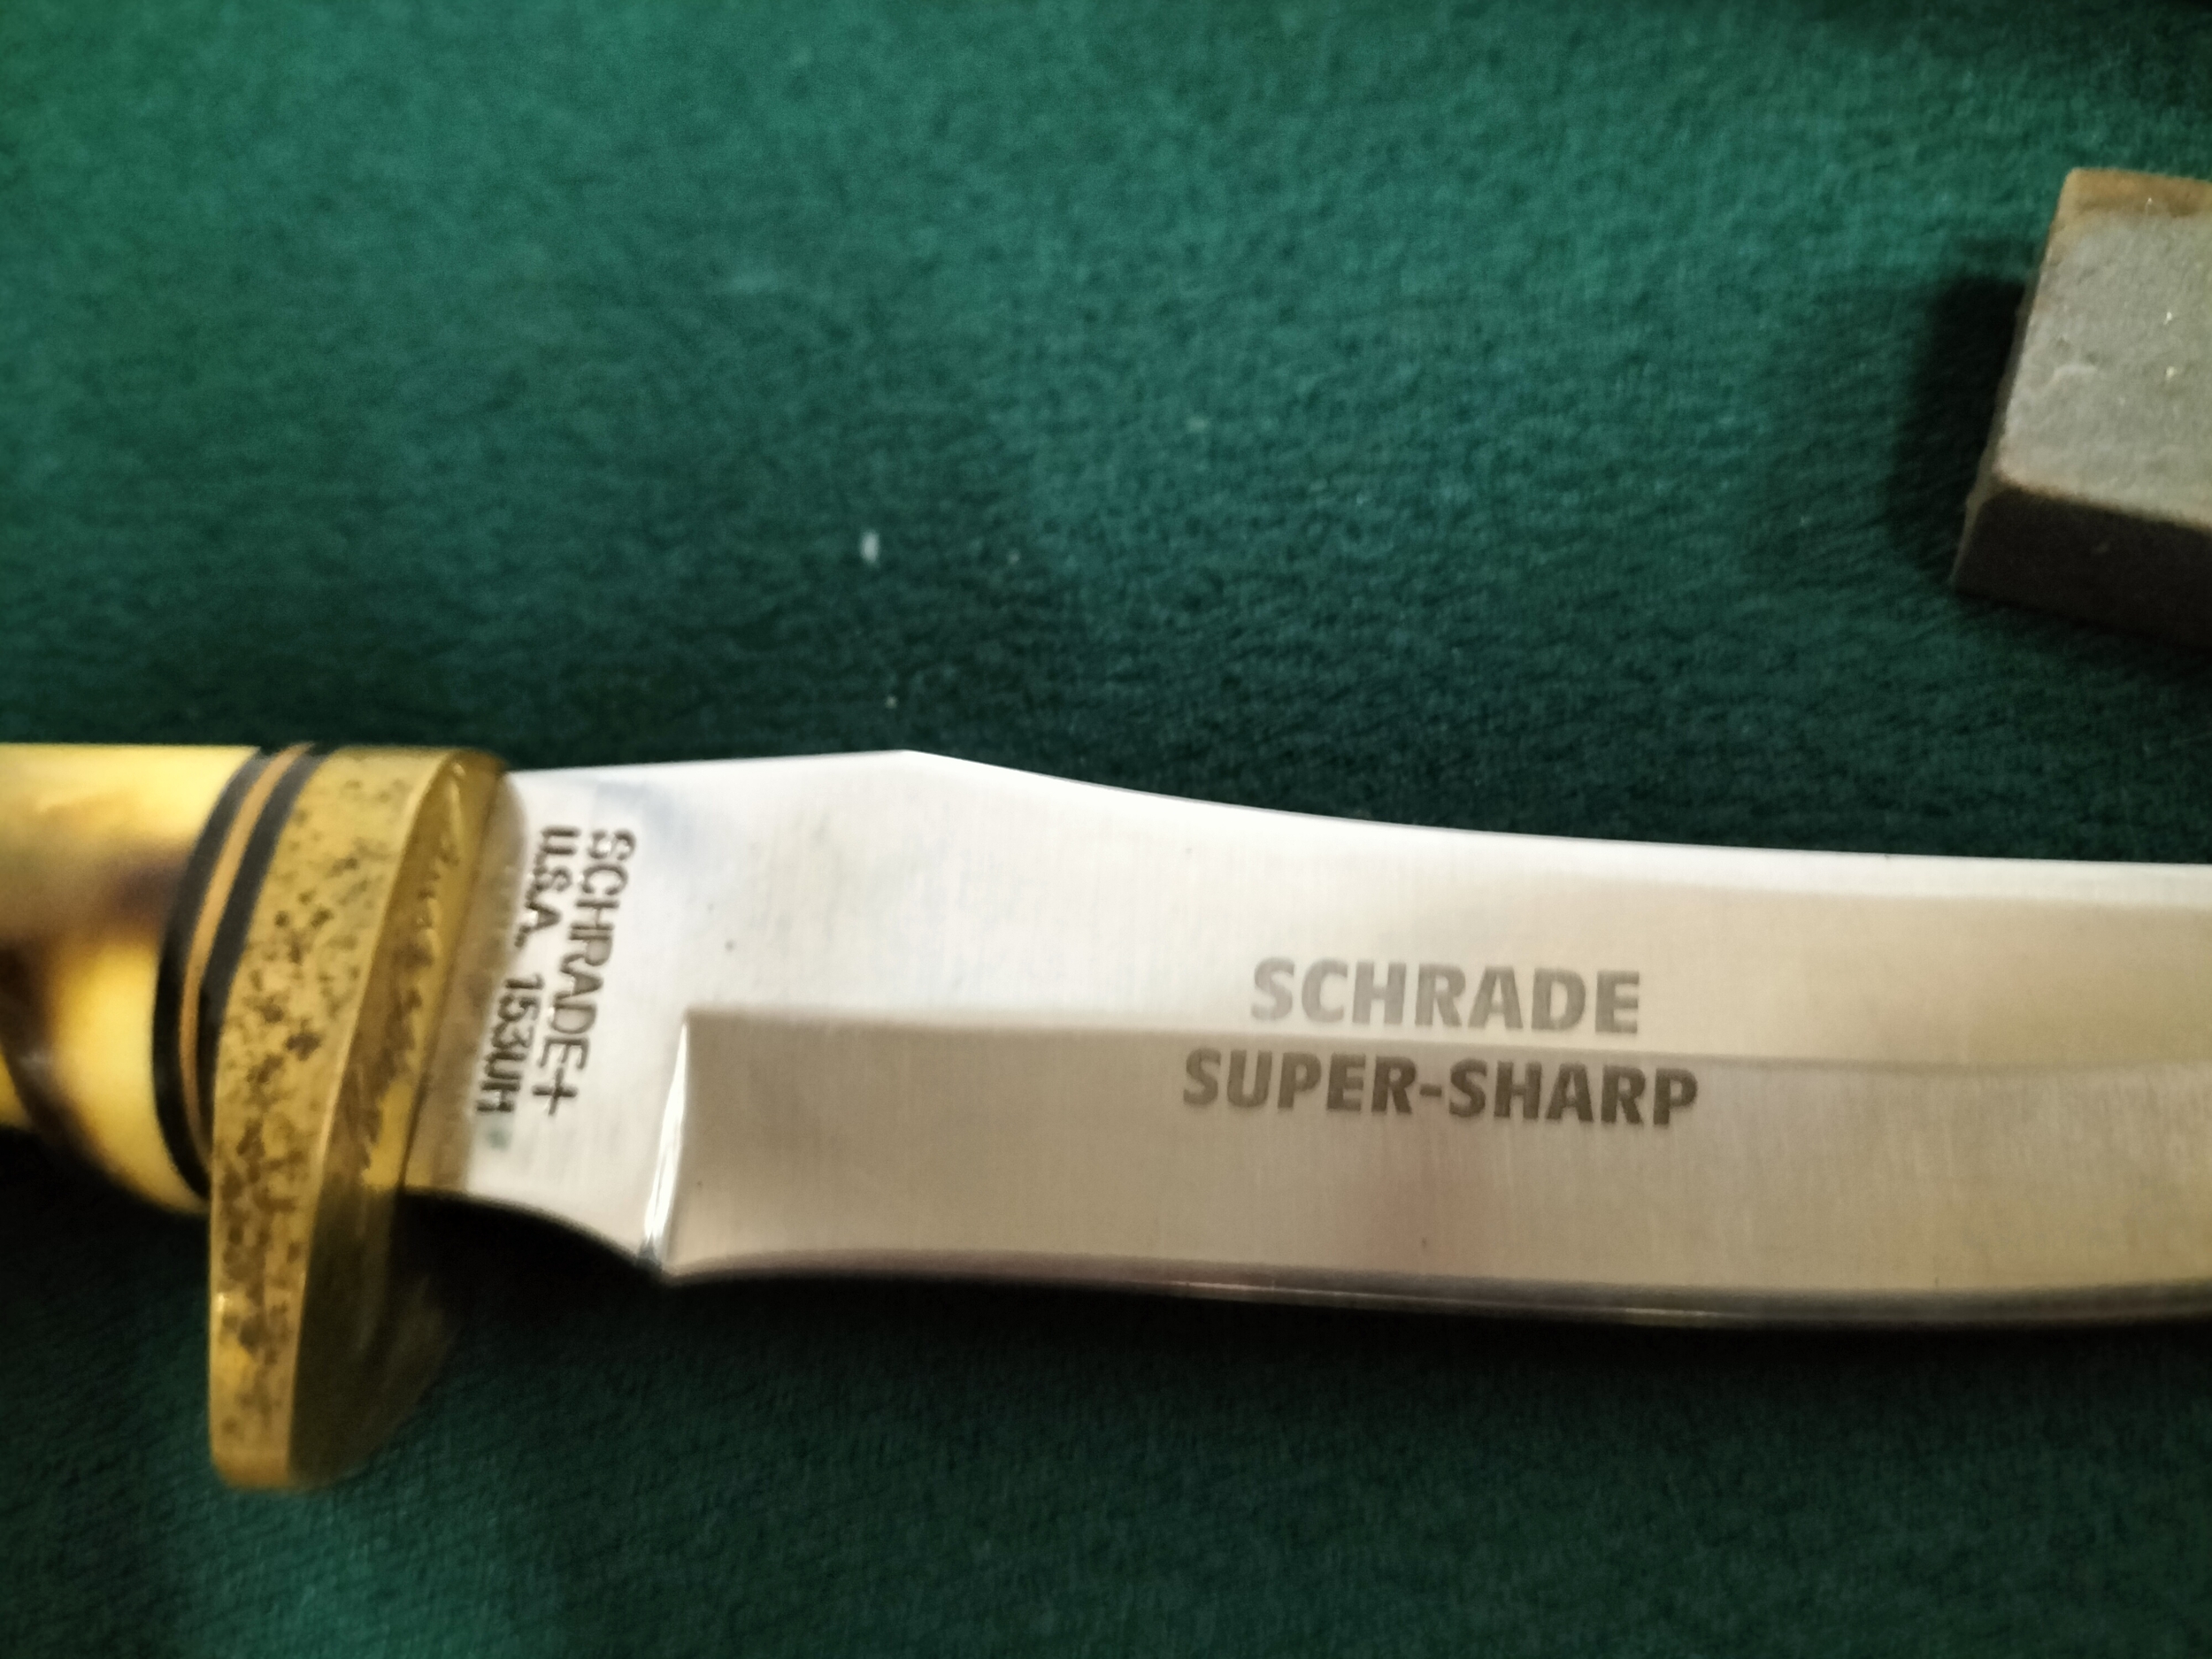 SCHRADE+
U.S.A. 153UH
SCHRADE
SUPER-SHARP